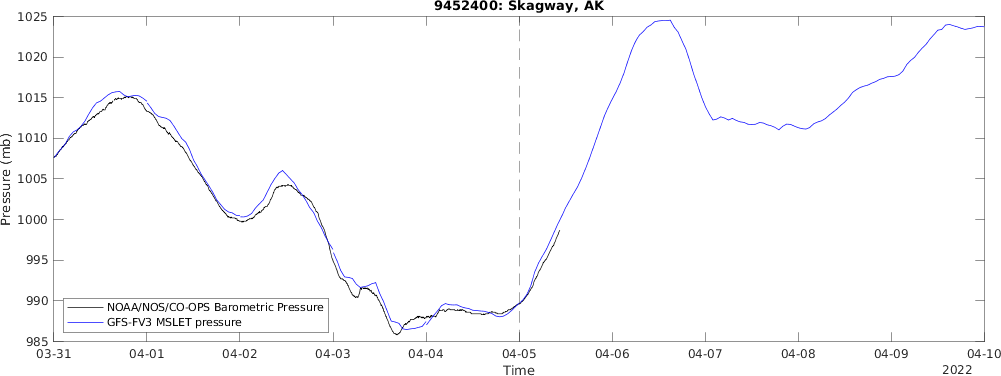 9452400: Skagway, AK
Pressure (mb)
1025
1020
1015
1010
1005
1000
995
990
985
NOAA/NOS/CO-OPS Barometric Pressure
GFS-FV3 MSLET pressure
03-31 04-01 04-02 04-03 04-04 04-05 04-06 04-07 04-08 04-09 04-10
Time
2022